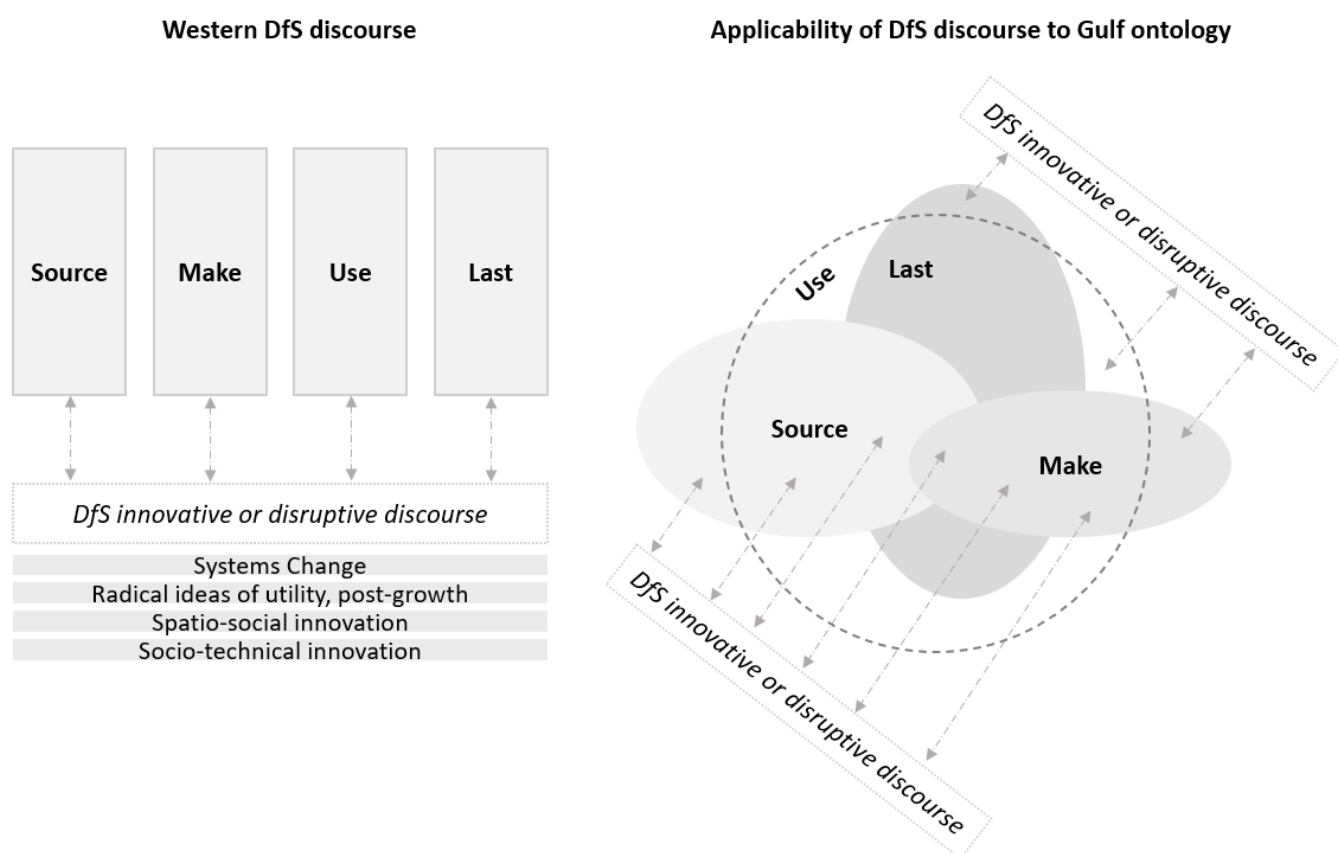 Western DfS discourse
Source
Make
Use
Last
DfS innovative or disruptive discourse
Systems Change
Radical ideas of utility, post-growth
Spatio-social innovation
Socio-technical innovation
Applicability of DfS discourse to Gulf ontology
DfS innovative or disruptive discourse
Use
Last
Source
Make
DfS innovative or disruptive discourse